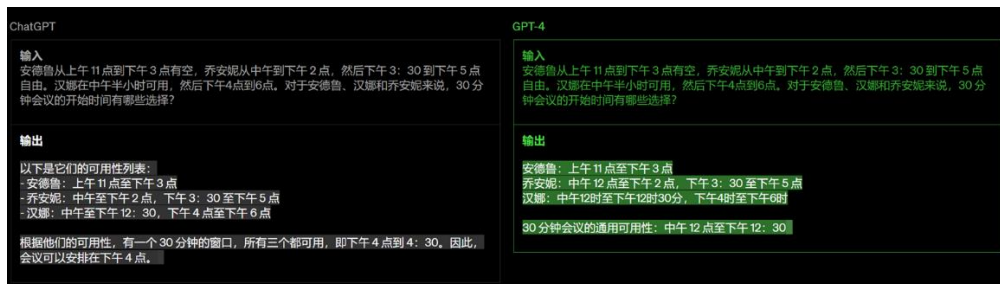 ChatGPT
输入
安德鲁从上午 11 点到下午 3 点有空，乔安妮从中午到下午 2 点，然后下午 3：30 到下午 5 点
自由。汉娜在中午半小时可用，然后下午4点到6点。对于安德鲁、汉娜和乔安妮来说，30 分
钟会议的开始时间有哪些选择？
输出
以下是它们的可用性列表：
- 安德鲁：上午 11 点至下午 3 点
- 乔安妮：中午至下午 2 点，下午 3：30 至下午 5 点
- 汉娜：中午至下午 12：30，下午 4 点至下午 6 点
根据他们的可用性，有一个 30 分钟的窗口，所有三个都可用，即下午 4 点到 4：30。因此，
会议可以安排在下午 4 点。
GPT-4
输入
安德鲁从上午 11 点到下午 3 点有空，乔安妮从中午到下午 2 点，然后下午 3：30 到下午 5 点
自由。汉娜在中午半小时可用，然后下午4点到6点。对于安德鲁、汉娜和乔安妮来说，30 分
钟会议的开始时间有哪些选择？
输出
安德鲁：上午 11 点至下午 3 点
乔安妮：中午 12 点至下午 2 点，下午 3：30 至下午 5 点
汉娜：中午12时至下午12时30分，下午4时至下午6时
30 分钟会议的通用可用性：中午 12 点至下午 12：30